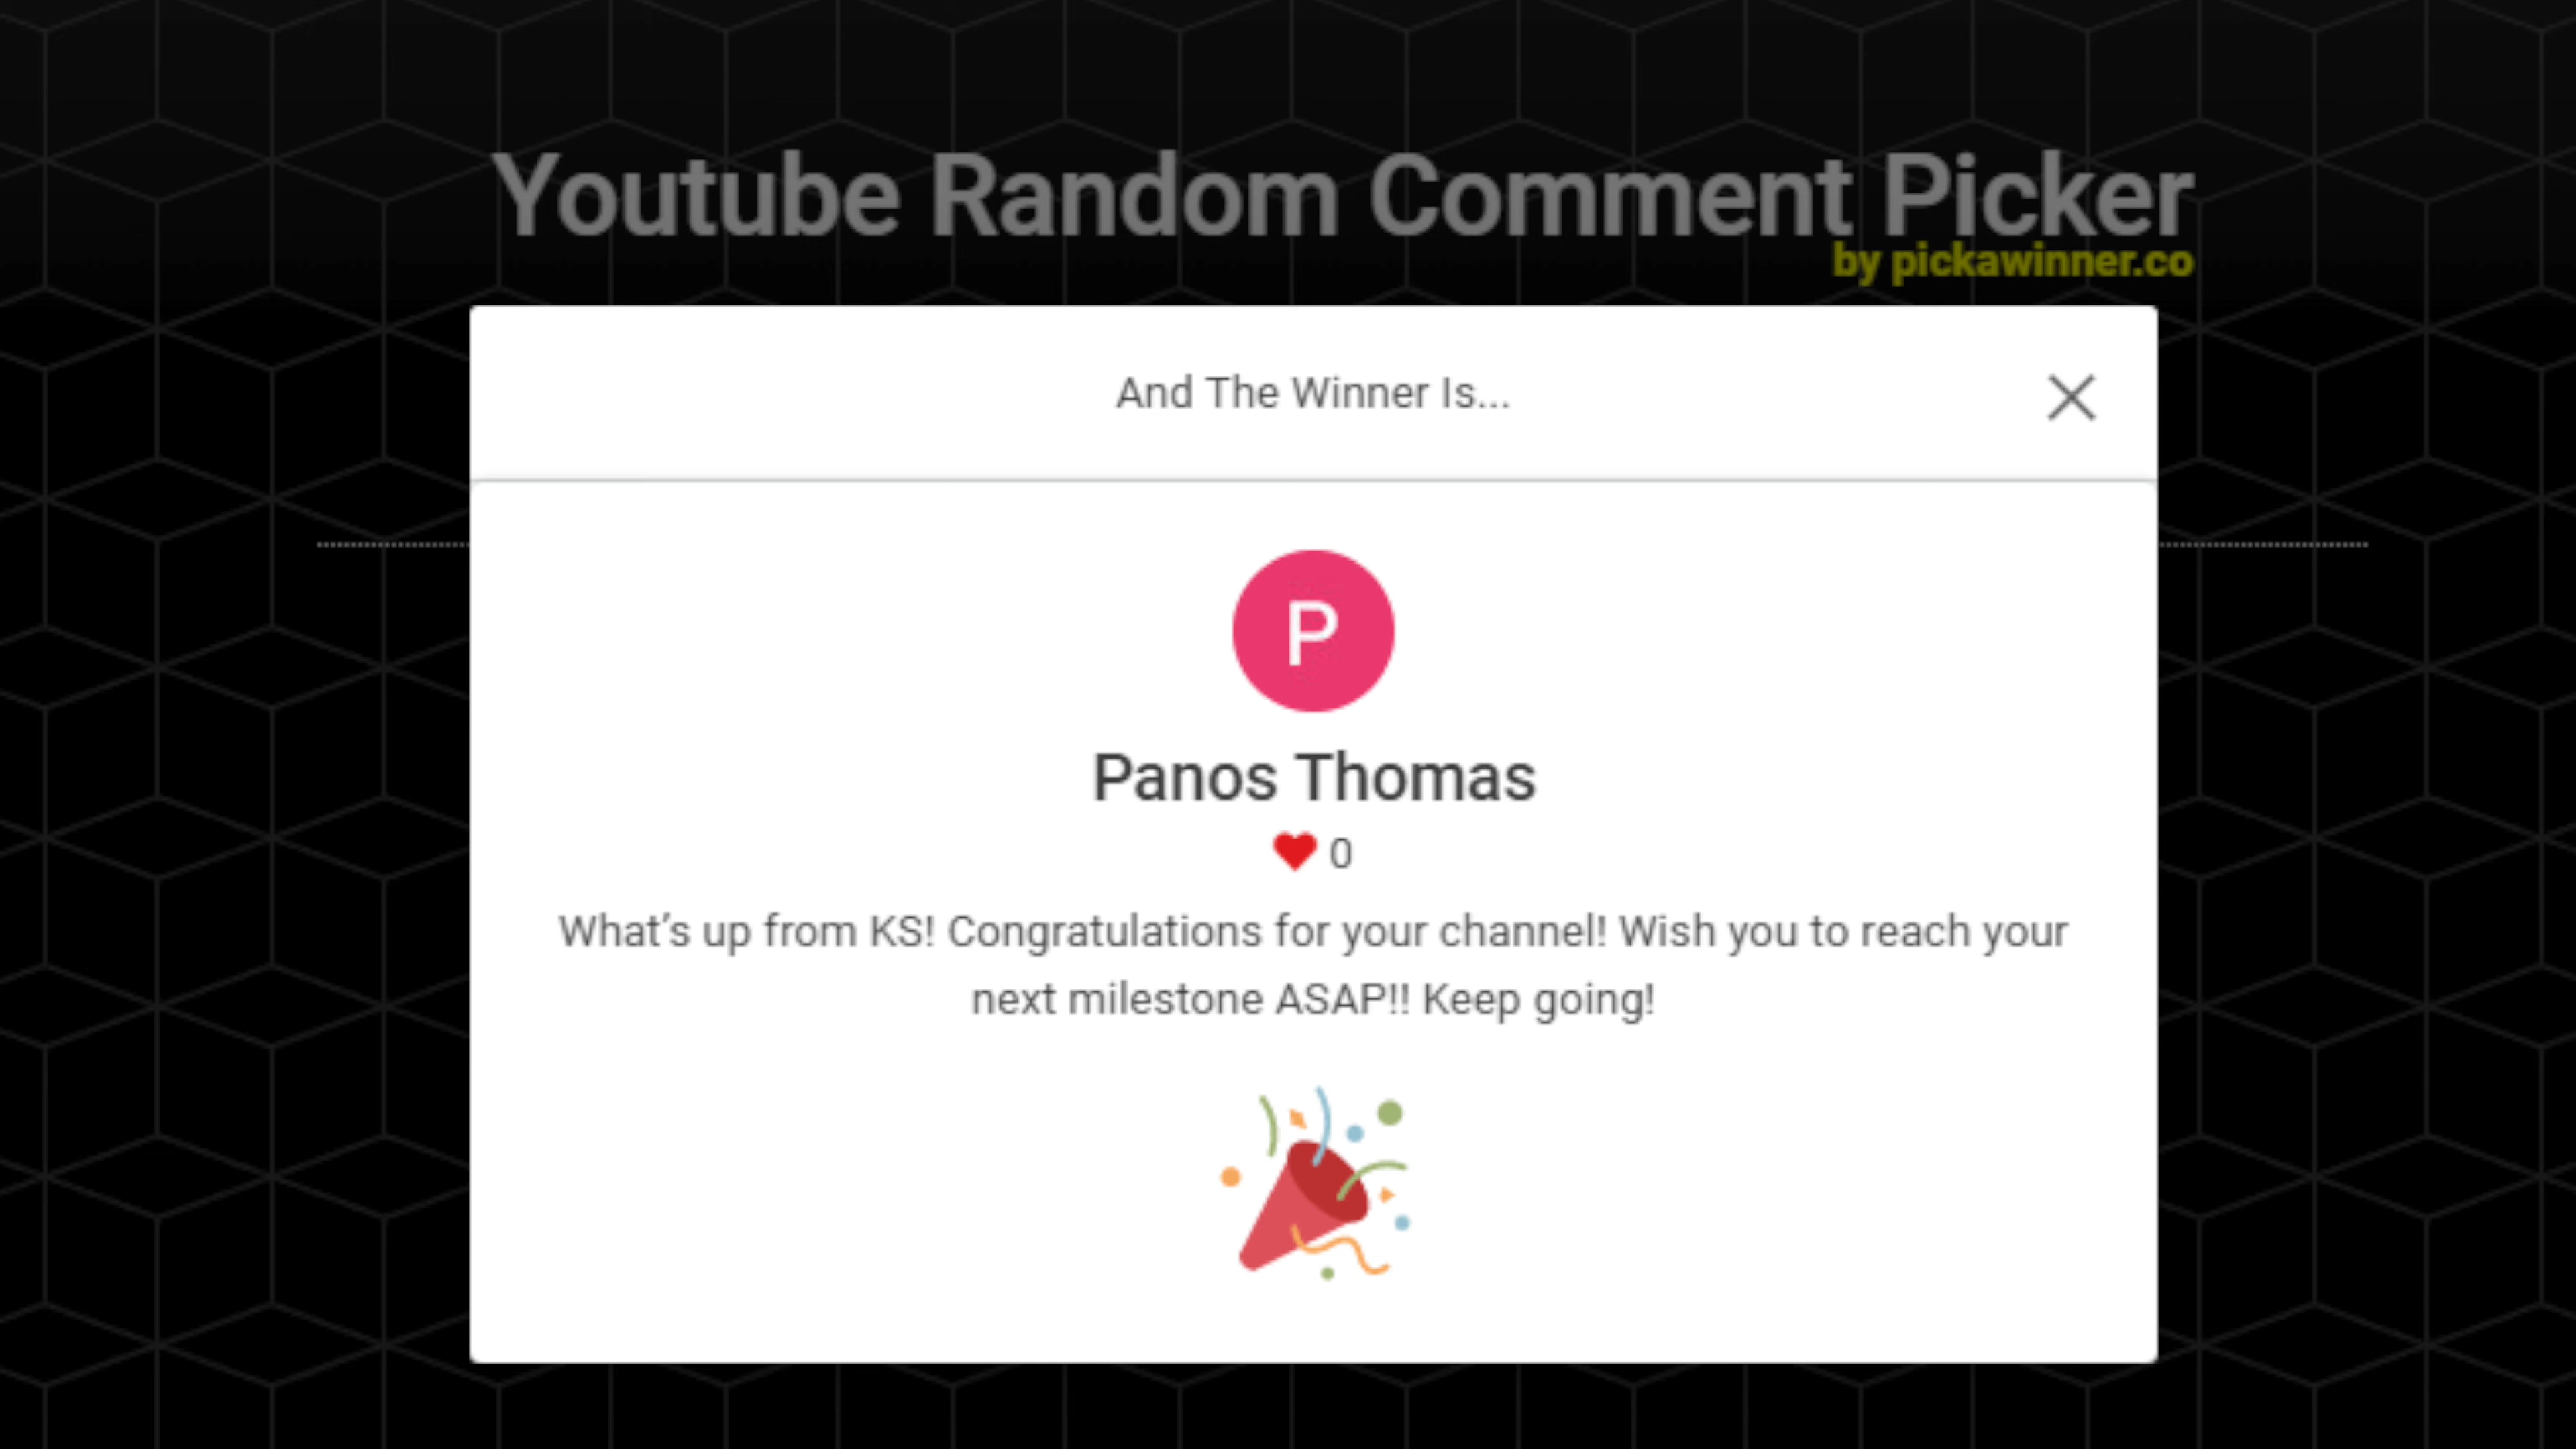 Youtube Random Comment Picker
by pickawinner.co
And The Winner Is...
P
Panos Thomas
0
What's up from KS! Congratulations for your channel! Wish you to reach your
next milestone ASAP!! Keep going!